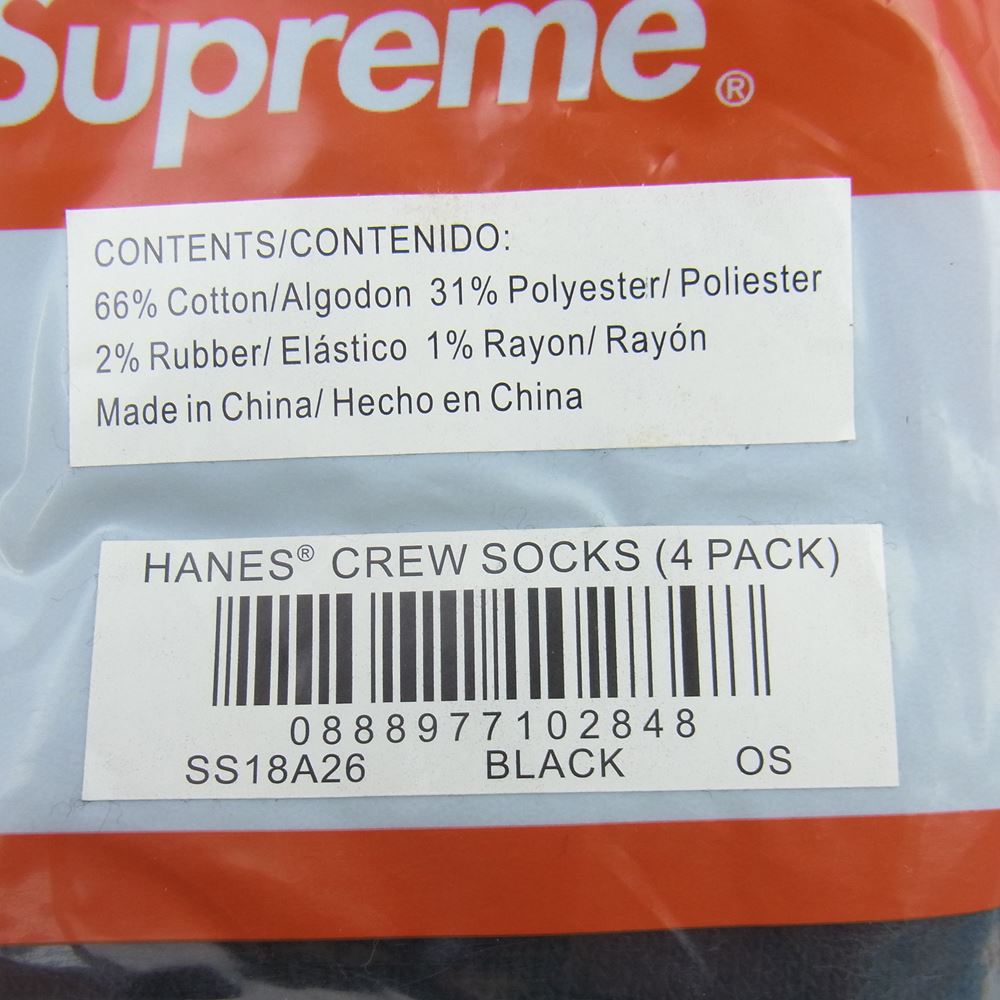 Supreme®
CONTENTS/CONTENIDO:
66% Cotton/Algodon 31% Polyester/ Poliester
2% Rubber/ Elástico 1% Rayon/ Rayón
Made in China/ Hecho en China
HANES® CREW SOCKS (4 PACK)
0888977102848
SS18A26 BLACK OS